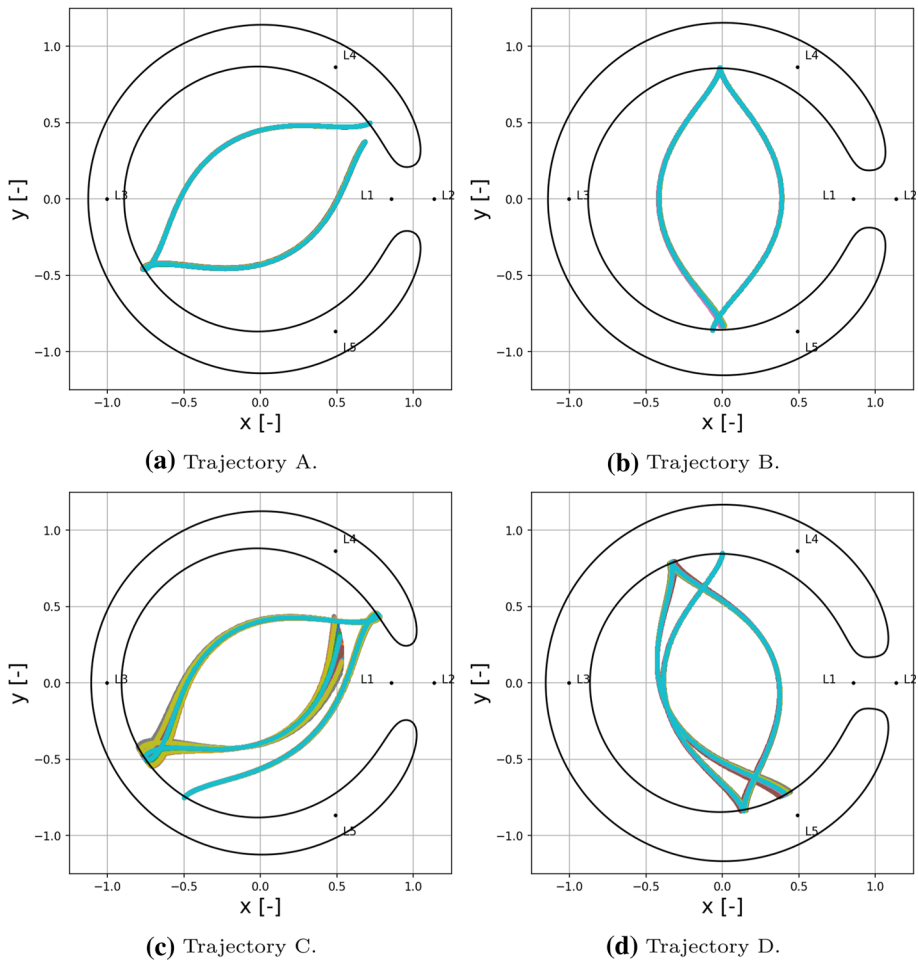 1.0
0.5
0.0
−0.5
−1.0
y [-]
L4
L3
L1
L2
L5
−1.0 −0.5 0.0 0.5 1.0
x [-]
(a) Trajectory A.
1.0
0.5
0.0
−0.5
−1.0
y [-]
L4
L3
L1
L2
L5
−1.0 −0.5 0.0 0.5 1.0
x [-]
(b) Trajectory B.
1.0
0.5
0.0
−0.5
−1.0
y [-]
L4
L3
L1
L2
L5
−1.0 −0.5 0.0 0.5 1.0
x [-]
(c) Trajectory C.
1.0
0.5
0.0
−0.5
−1.0
y [-]
L4
L3
L1
L2
L5
−1.0 −0.5 0.0 0.5 1.0
x [-]
(d) Trajectory D.